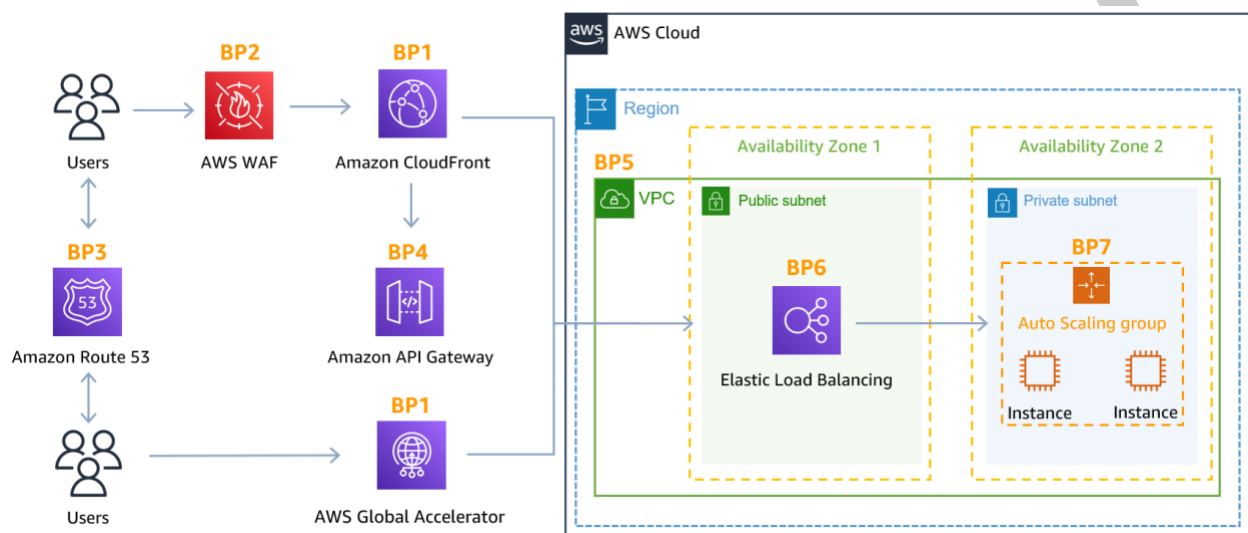 aws
AWS Cloud
BP2
BP1
Users
AWS WAF
Amazon CloudFront
Region
Availability Zone 1
Availability Zone 2
BP5
VPC
Public subnet
Private subnet
BP3
53
Amazon Route 53
BP4
</>
Amazon API Gateway
BP6
Elastic Load Balancing
BP7
Auto Scaling group
Instance
Instance
BP1
Users
AWS Global Accelerator